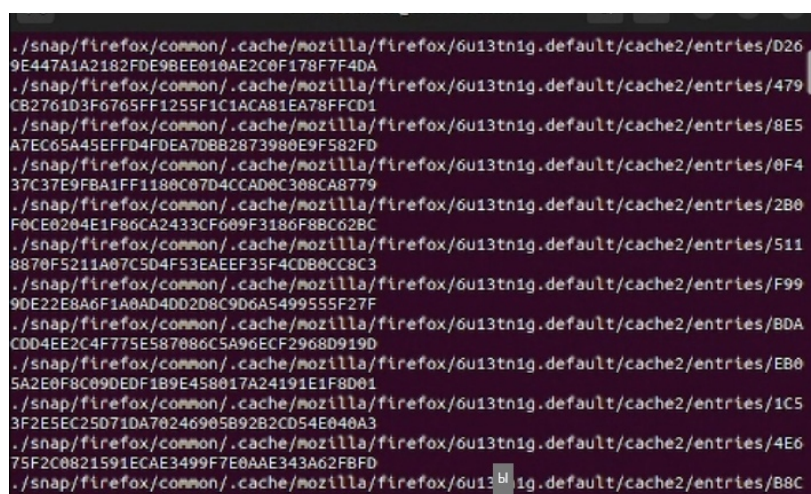 ./snap/firefox/common/.cache/mozilla/firefox/6u13tn1g.default/cache2/entries/D26
9E447A1A2182FDE9BEE010AE2C0F178F7F4DA
./snap/firefox/common/.cache/mozilla/firefox/6u13tn1g.default/cache2/entries/479
CB2761D3F6765FF1255F1C1ACA81EA78FFCD1
./snap/firefox/common/.cache/mozilla/firefox/6u13tn1g.default/cache2/entries/8E5
A7EC65A45EFFD4FDEA7DBB2873980E9F582FD
./snap/firefox/common/.cache/mozilla/firefox/6u13tn1g.default/cache2/entries/0F4
37C37E9FBA1FF1180C07D4CCAD0C308CA8779
./snap/firefox/common/.cache/mozilla/firefox/6u13tn1g.default/cache2/entries/2B0
F0CE0204E1F86CA2433CF609F3186F8BC62BC
./snap/firefox/common/.cache/mozilla/firefox/6u13tn1g.default/cache2/entries/511
8870F5211A07C5D4F53EAEEF35F4CDB0CC8C3
./snap/firefox/common/.cache/mozilla/firefox/6u13tn1g.default/cache2/entries/F99
9DE22E8A6F1A0AD4DD2D8C9D6A5499555F27F
./snap/firefox/common/.cache/mozilla/firefox/6u13tn1g.default/cache2/entries/BDA
CDD4EE2C4F775E587086C5A96ECF2968D919D
./snap/firefox/common/.cache/mozilla/firefox/6u13tn1g.default/cache2/entries/EB0
5A2E0F8C09DEDF1B9E458017A24191E1F8D01
./snap/firefox/common/.cache/mozilla/firefox/6u13tn1g.default/cache2/entries/1C5
3F2E5EC25D71DA70246905B92B2CD54E040A3
./snap/firefox/common/.cache/mozilla/firefox/6u13tn1g.default/cache2/entries/4E6
75F2C0821591ECAE3499F7E0AAE343A62FBFD
./snap/firefox/common/.cache/mozilla/firefox/6u13 ы 1g.default/cache2/entries/B8C